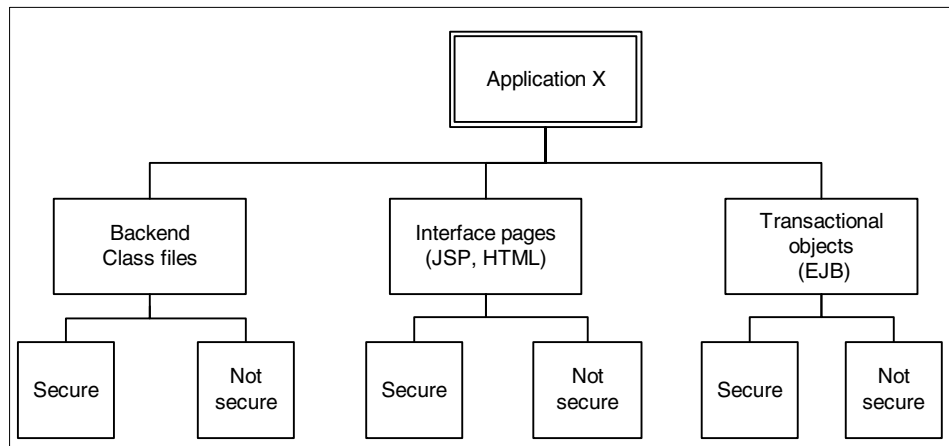 Application X
Backend
Class files
Interface pages
(JSP, HTML)
Transactional
objects
(EJB)
Secure
Not
secure
Secure
Not
secure
Secure
Not
secure